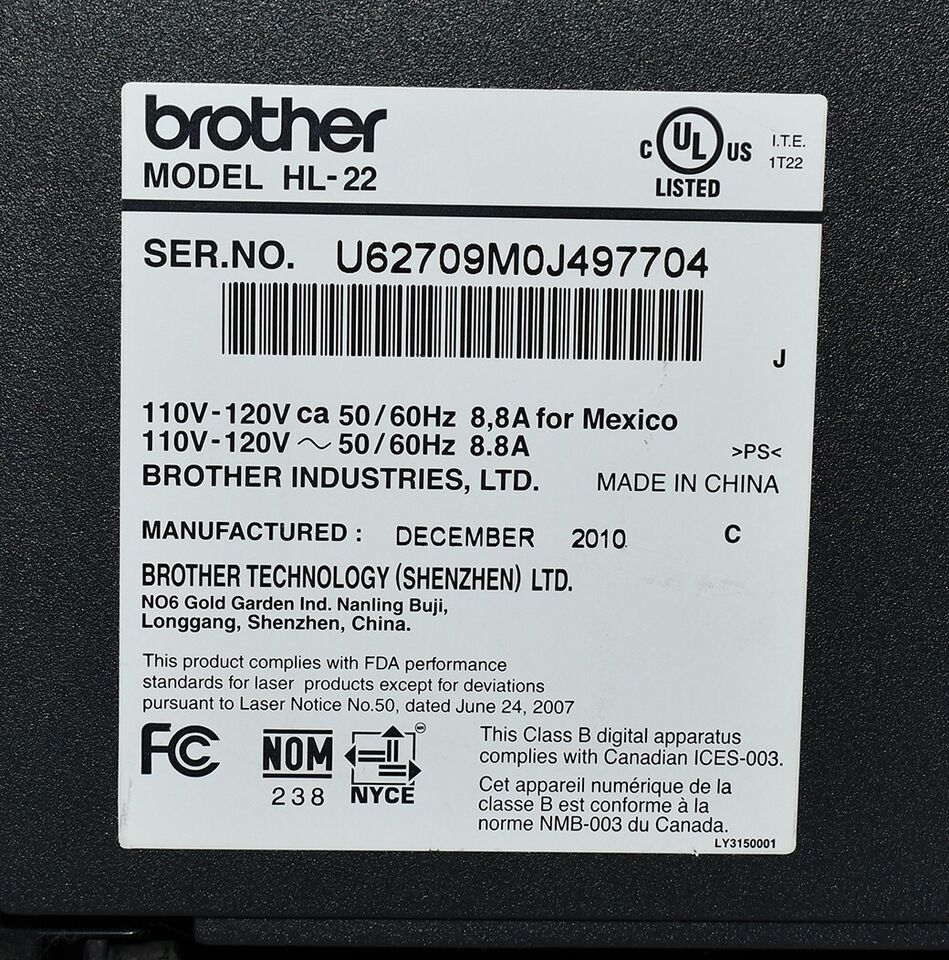 brother
MODEL HL-22
C UL US
LISTED
I.T.E.
1T22
SER.NO. U62709M0J497704
J
110V-120V ca 50/60Hz 8,8A for Mexico
110V-120V ～ 50/60Hz 8.8A
>PS<
BROTHER INDUSTRIES, LTD. MADE IN CHINA
MANUFACTURED : DECEMBER 2010 C
BROTHER TECHNOLOGY (SHENZHEN) LTD.
NO6 Gold Garden Ind. Nanling Buji,
Longgang, Shenzhen, China.
This product complies with FDA performance
standards for laser products except for deviations
pursuant to Laser Notice No.50, dated June 24, 2007
FC
NOM
238
NYCE
This Class B digital apparatus
complies with Canadian ICES-003.
Cet appareil numérique de la
classe B est conforme à la
norme NMB-003 du Canada.
LY3150001